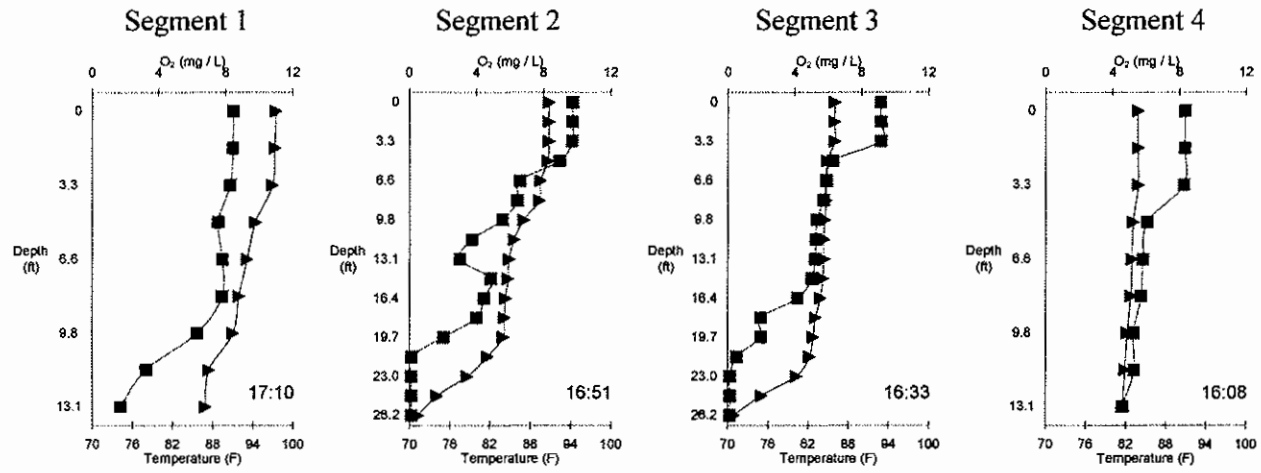 Segment 1
O₂ (mg / L)
0 4 8 12
0
3.3
6.6
9.8
13.1
Depth
(ft)
17:10
70 76 82 88 94 100
Temperature (F)
Segment 2
O₂ (mg / L)
0 4 8 12
0
3.3
6.6
9.8
13.1
16.4
19.7
23.0
26.2
Depth
(ft)
16:51
70 76 82 88 94 100
Temperature (F)
Segment 3
O₂ (mg / L)
0 4 8 12
0
3.3
6.6
9.8
13.1
16.4
19.7
23.0
26.2
Depth
(ft)
16:33
70 76 82 88 94 100
Temperature (F)
Segment 4
O₂ (mg / L)
0 4 8 12
0
3.3
6.6
9.8
13.1
Depth
(ft)
16:08
70 76 82 88 94 100
Temperature (F)